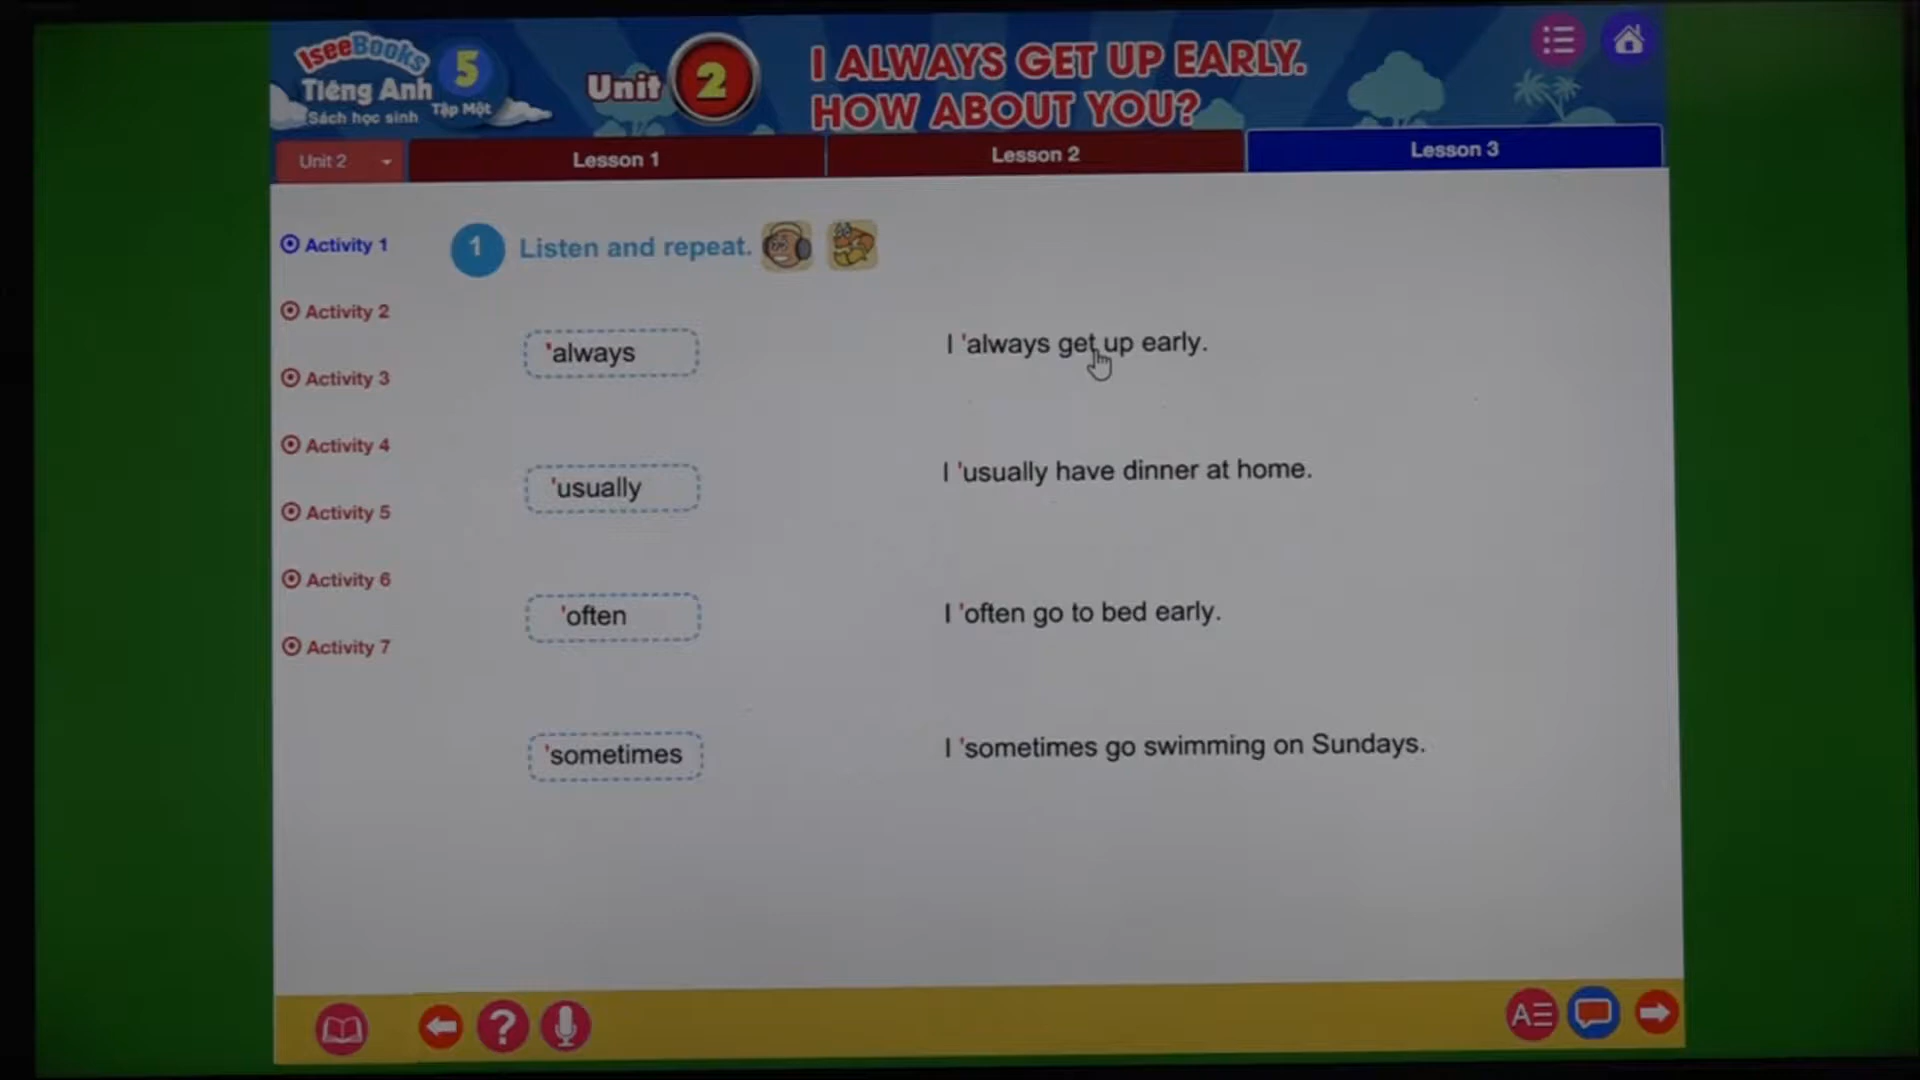 IseeBooks
Tiếng Anh 5
Sách học sinh Tập Một
Unit 2
I ALWAYS GET UP EARLY.
HOW ABOUT YOU?
Unit 2
Lesson 1
Lesson 2
Lesson 3
Activity 1
Activity 2
Activity 3
Activity 4
Activity 5
Activity 6
Activity 7
1 Listen and repeat.
'always
I 'always get up early.
'usually
I 'usually have dinner at home.
'often
I 'often go to bed early.
'sometimes
I 'sometimes go swimming on Sundays.
?
A